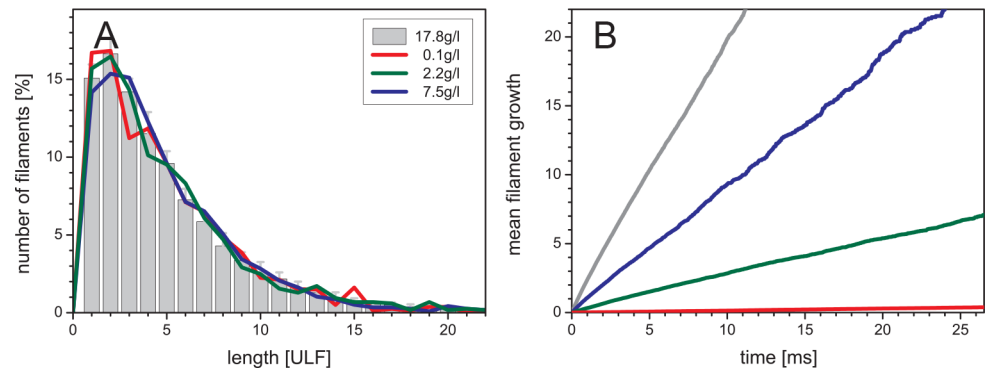 A
17.8g/l
0.1g/l
2.2g/l
7.5g/l
number of filaments [%]
15
10
5
0
0 5 10 15 20
length [ULF]
B
mean filament growth
20
15
10
5
0
0 5 10 15 20 25
time [ms]